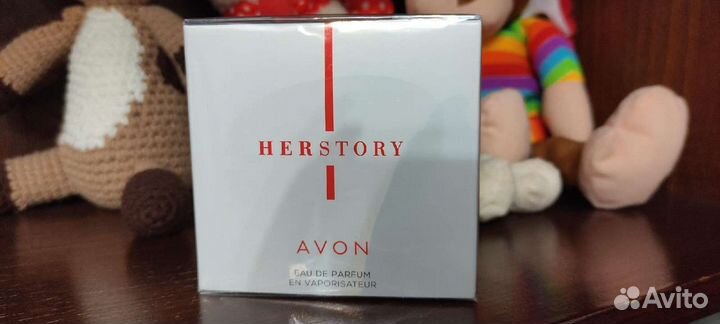 HERSTORY
AVON
EAU DE PARFUM
EN VAPORISATEUR
Avito